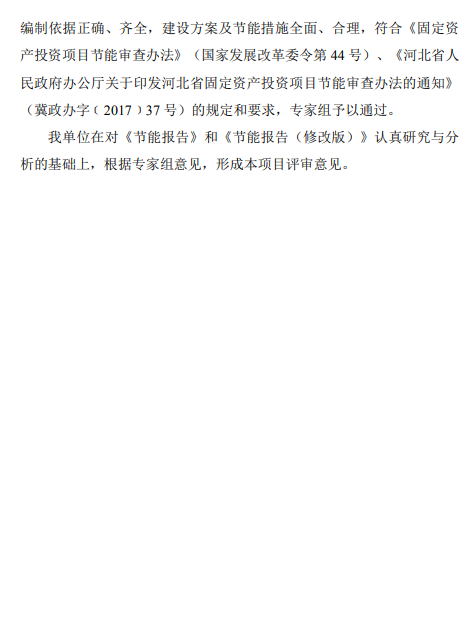 编制依据正确、齐全，建设方案及节能措施全面、合理，符合《固定资
产投资项目节能审查办法》（国家发展改革委令第 44 号）、《河北省人
民政府办公厅关于印发河北省固定资产投资项目节能审查办法的通知》
（冀政办字﹝2017﹞37 号）的规定和要求，专家组予以通过。
我单位在对《节能报告》和《节能报告（修改版）》认真研究与分
析的基础上，根据专家组意见，形成本项目评审意见。